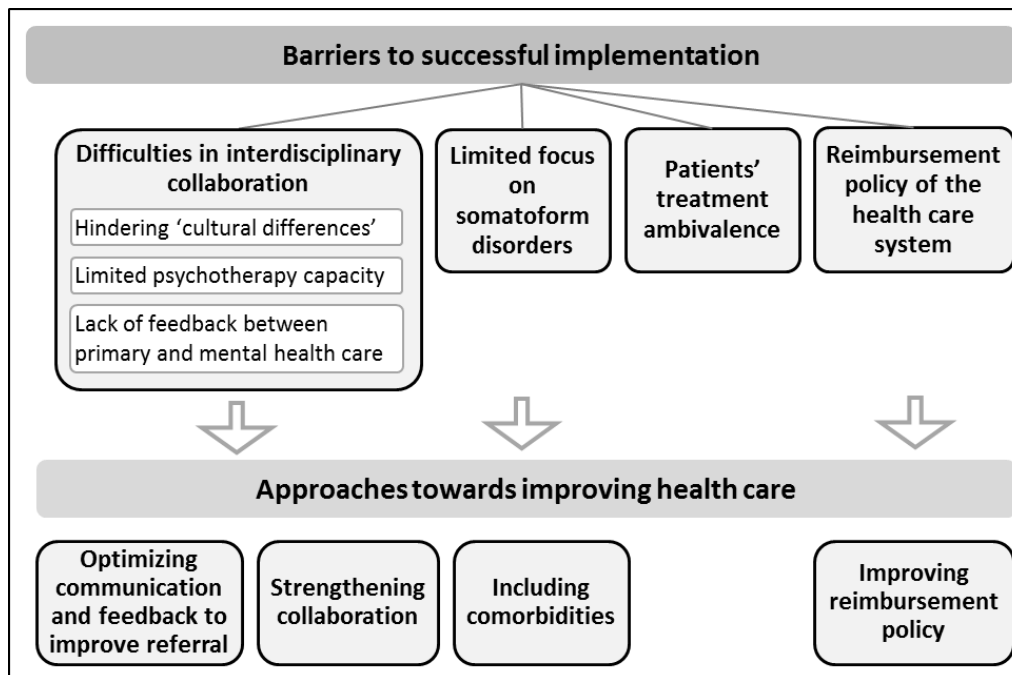 Barriers to successful implementation
Difficulties in interdisciplinary
collaboration
Hindering ‘cultural differences’
Limited psychotherapy capacity
Lack of feedback between
primary and mental health care
Limited focus
on
somatoform
disorders
Patients’
treatment
ambivalence
Reimbursement
policy of the
health care
system
Approaches towards improving health care
Optimizing
communication
and feedback to
improve referral
Strengthening
collaboration
Including
comorbidities
Improving
reimbursement
policy